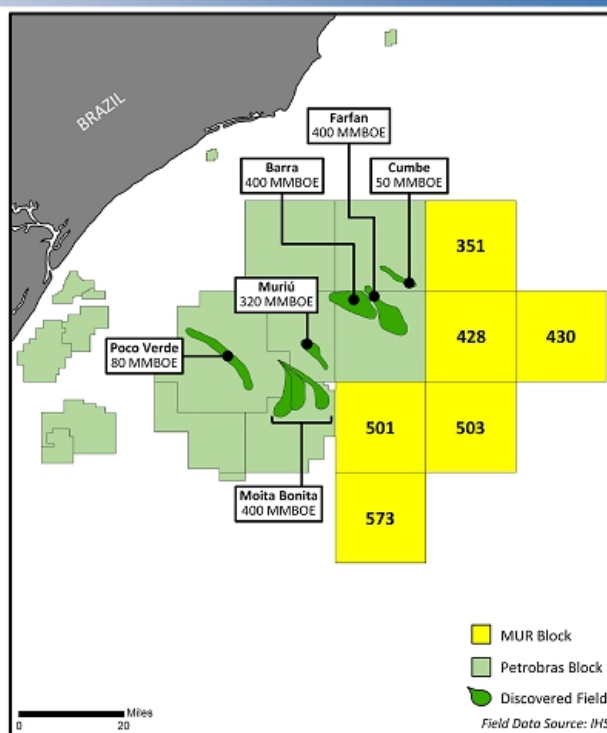 BRAZIL
Farfan
400 MMBOE
Barra
400 MMBOE
Cumbe
50 MMBOE
351
Muriú
320 MMBOE
428
430
Poco Verde
80 MMBOE
501
503
Moita Bonita
400 MMBOE
573
MUR Block
Petrobras Block
Discovered Field
Miles
0
20
Field Data Source: IHS